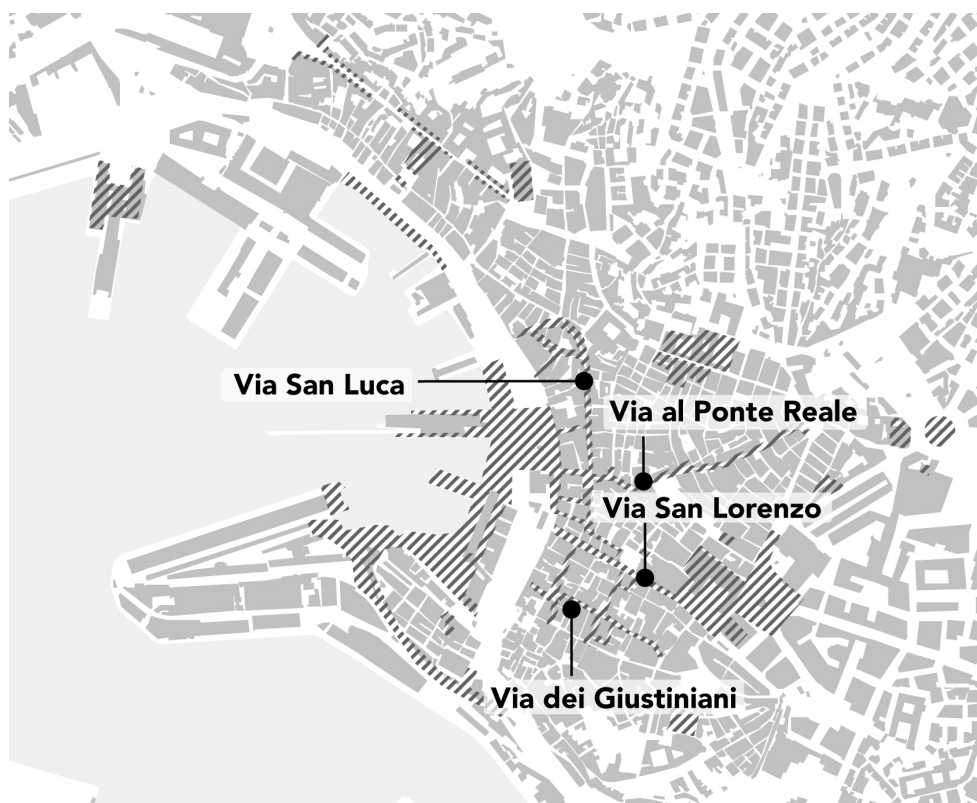 Via San Luca
Via al Ponte Reale
Via San Lorenzo
Via dei Giustiniani